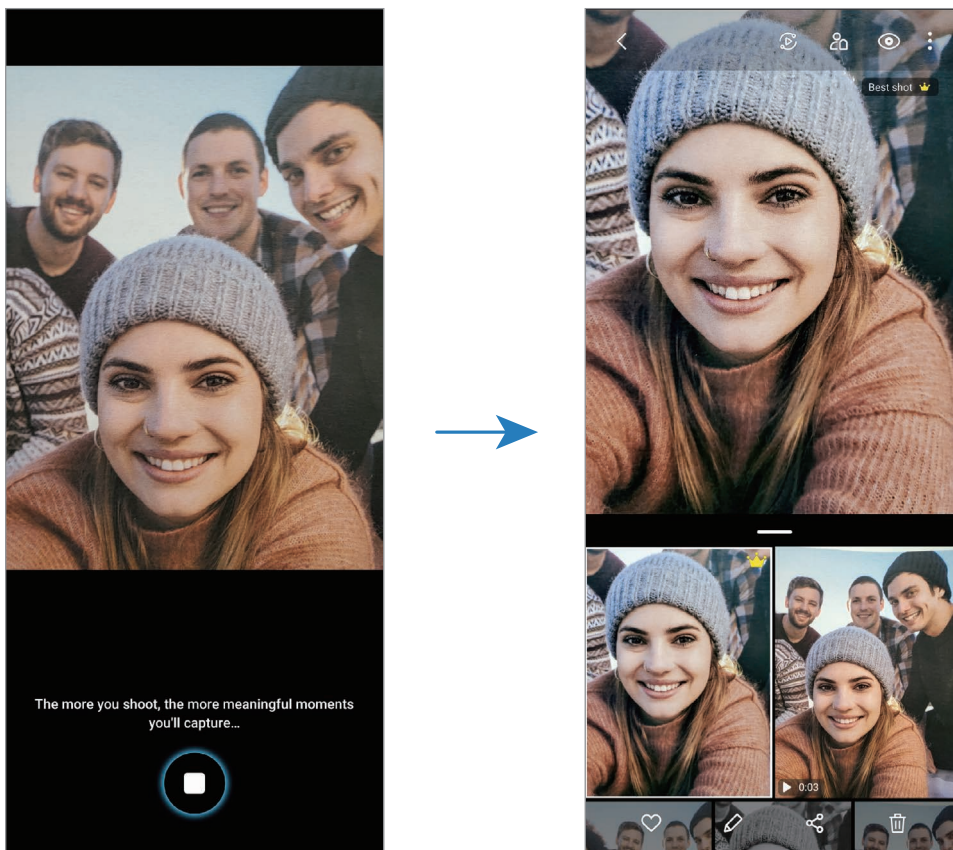 Best shot
The more you shoot, the more meaningful moments
you'll capture...
0:03